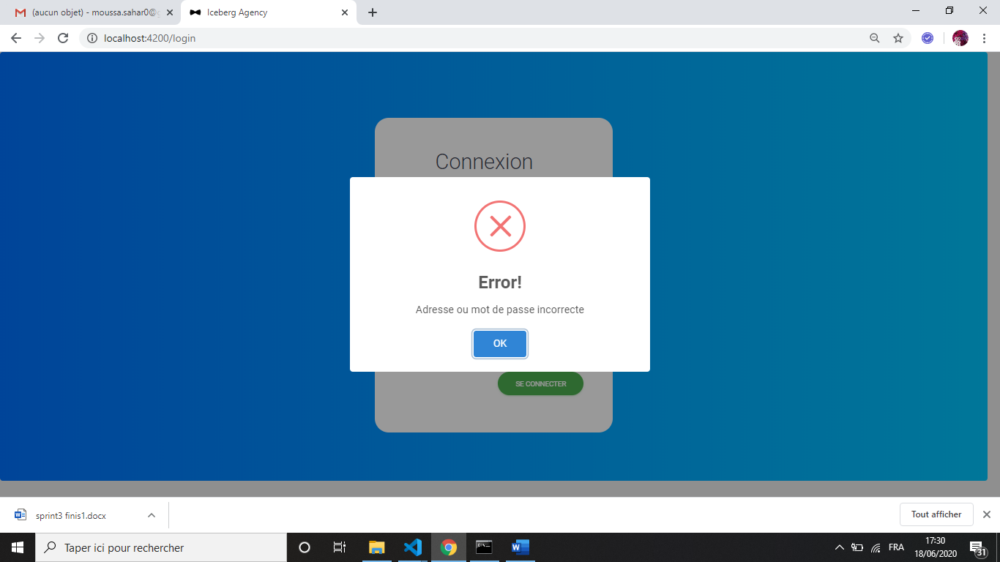 (aucun objet) - moussa.sahar0@g
Iceberg Agency
localhost:4200/login
Connexion
Error!
Adresse ou mot de passe incorrecte
OK
SE CONNECTER
sprint3 finis1.docx
Tout afficher
Taper ici pour rechercher
FRA
17:30
18/06/2020
31